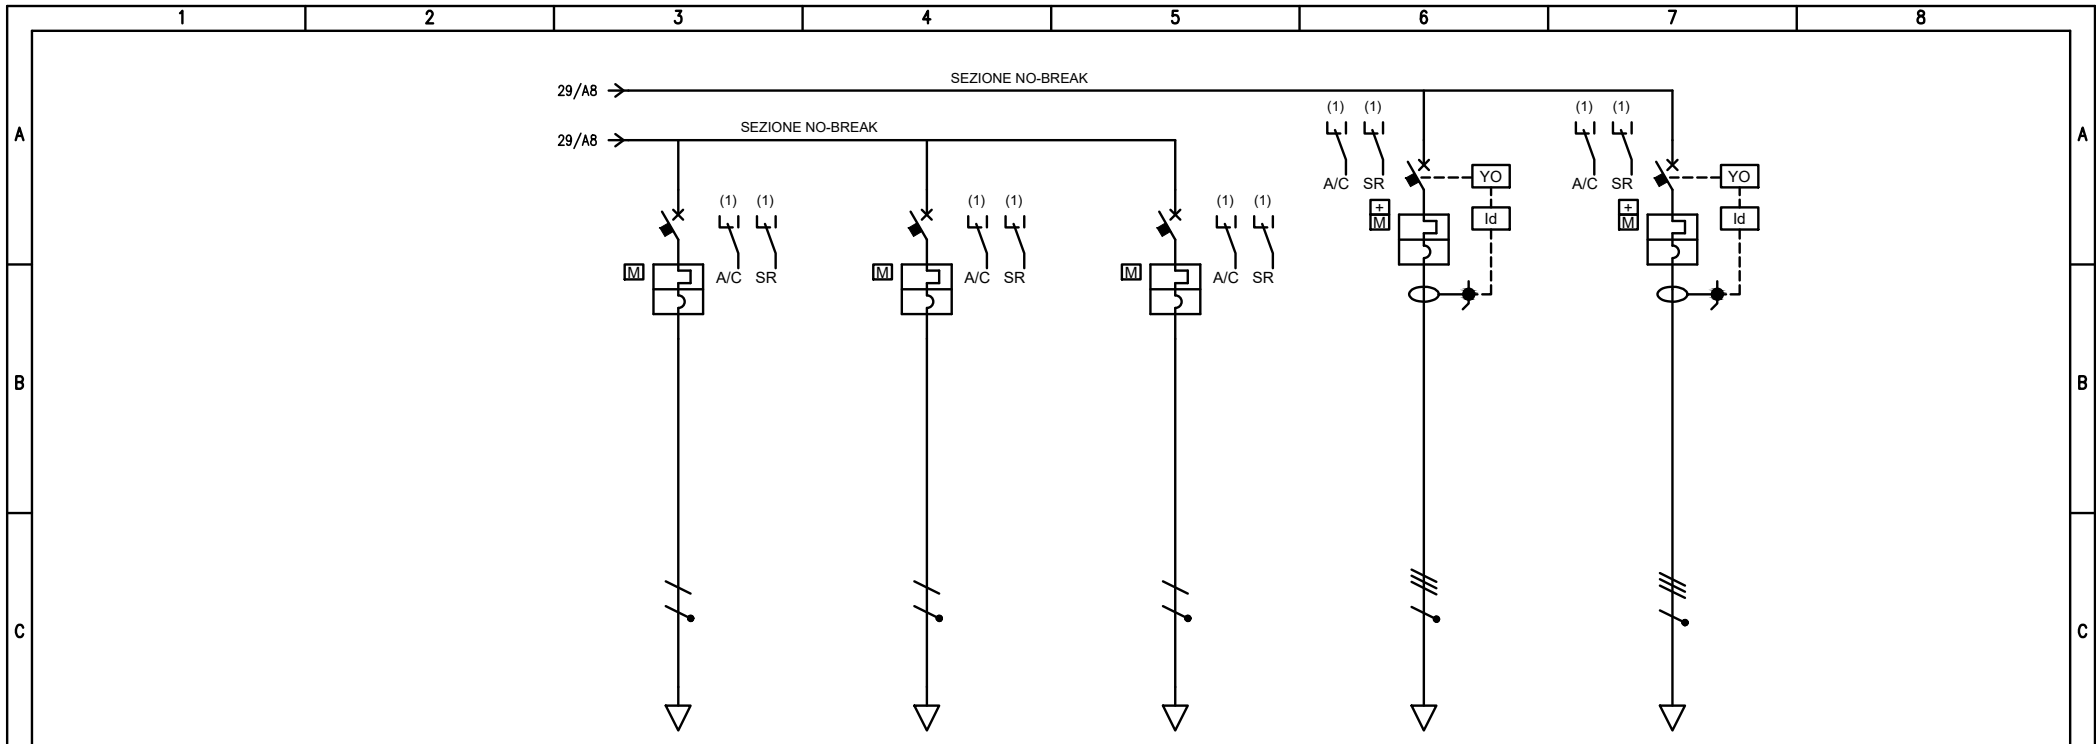 1 2 3 4 5 6 7 8
SEZIONE NO-BREAK
29/A8
(1) (1) (1) (1)
SEZIONE NO-BREAK
29/A8
A A
A/C SR YO A/C SR YO
(1) (1) (1) (1) (1) (1)
+ Id + Id
M M
M A/C SR M A/C SR M A/C SR
B B
C C